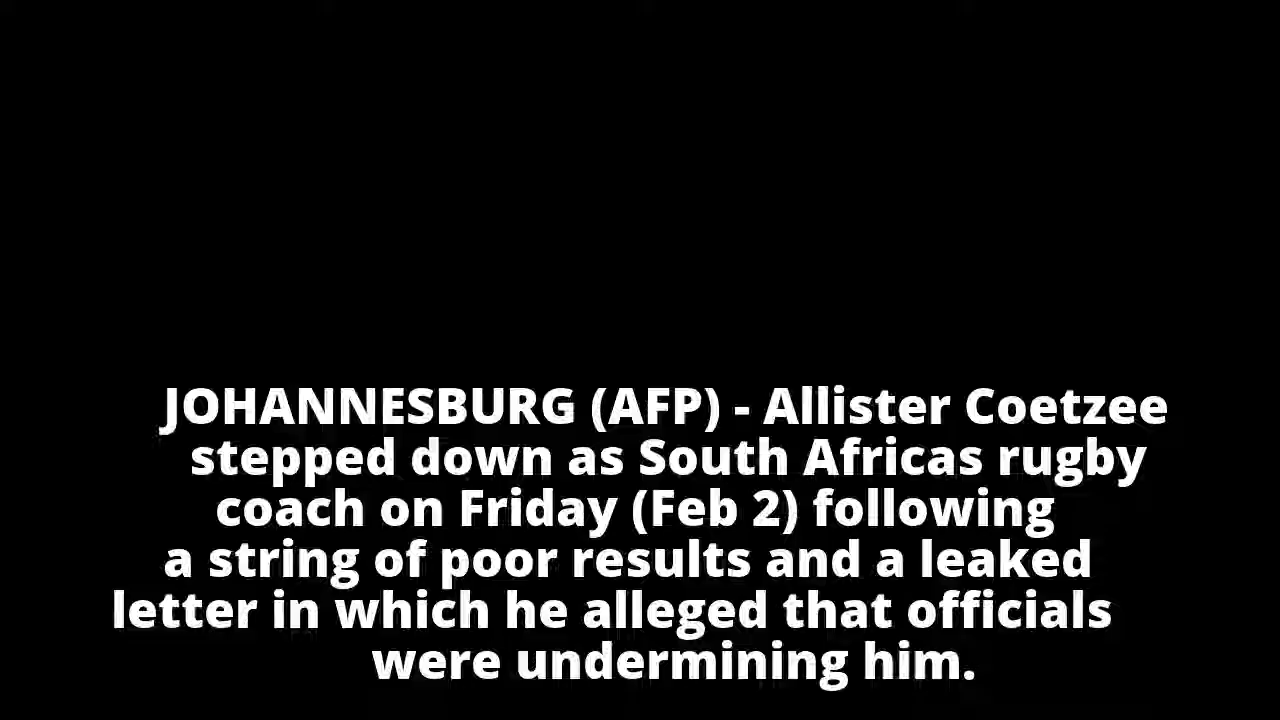 JOHANNESBURG (AFP) - Allister Coetzee
stepped down as South Africas rugby
coach on Friday (Feb 2) following
a string of poor results and a leaked
letter in which he alleged that officials
were undermining him.